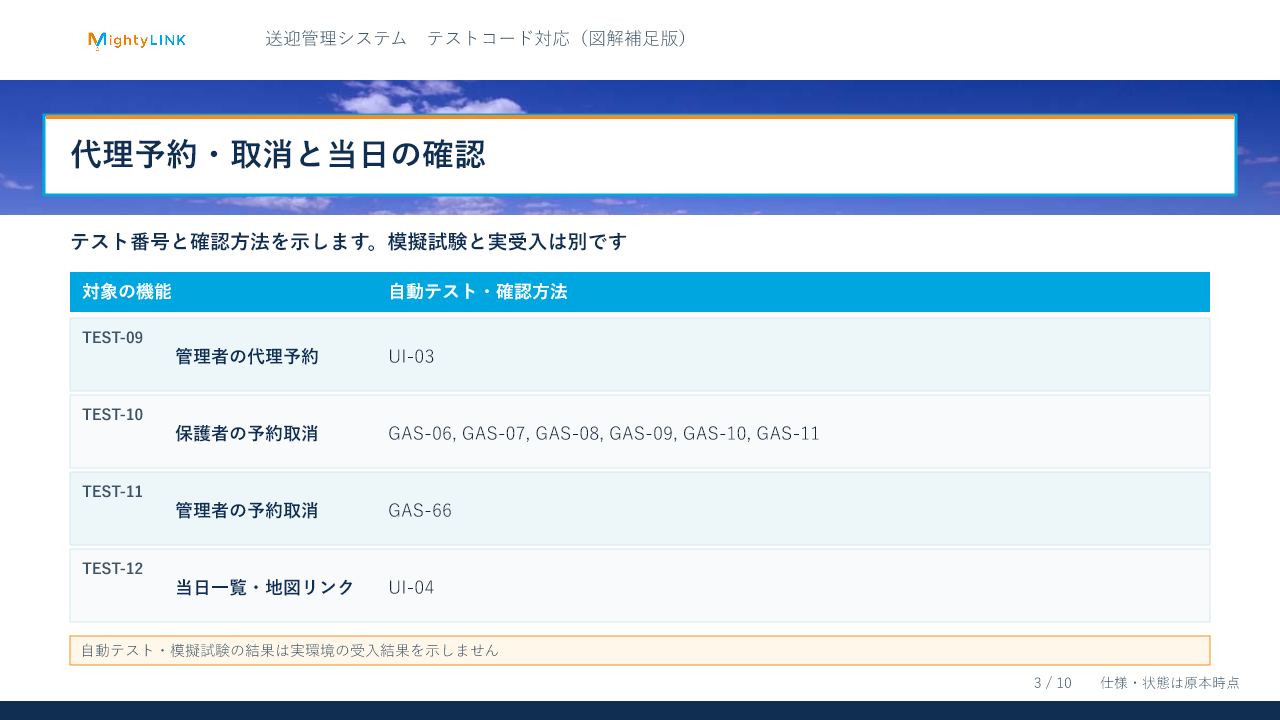 MightyLINK
送迎管理システム　テストコード対応（図解補足版）
代理予約・取消と当日の確認
テスト番号と確認方法を示します。模擬試験と実受入は別です
対象の機能　自動テスト・確認方法
TEST-09
管理者の代理予約　UI-03
TEST-10
保護者の予約取消　GAS-06, GAS-07, GAS-08, GAS-09, GAS-10, GAS-11
TEST-11
管理者の予約取消　GAS-66
TEST-12
当日一覧・地図リンク　UI-04
自動テスト・模擬試験の結果は実環境の受入結果を示しません
3 / 10　仕様・状態は原本時点